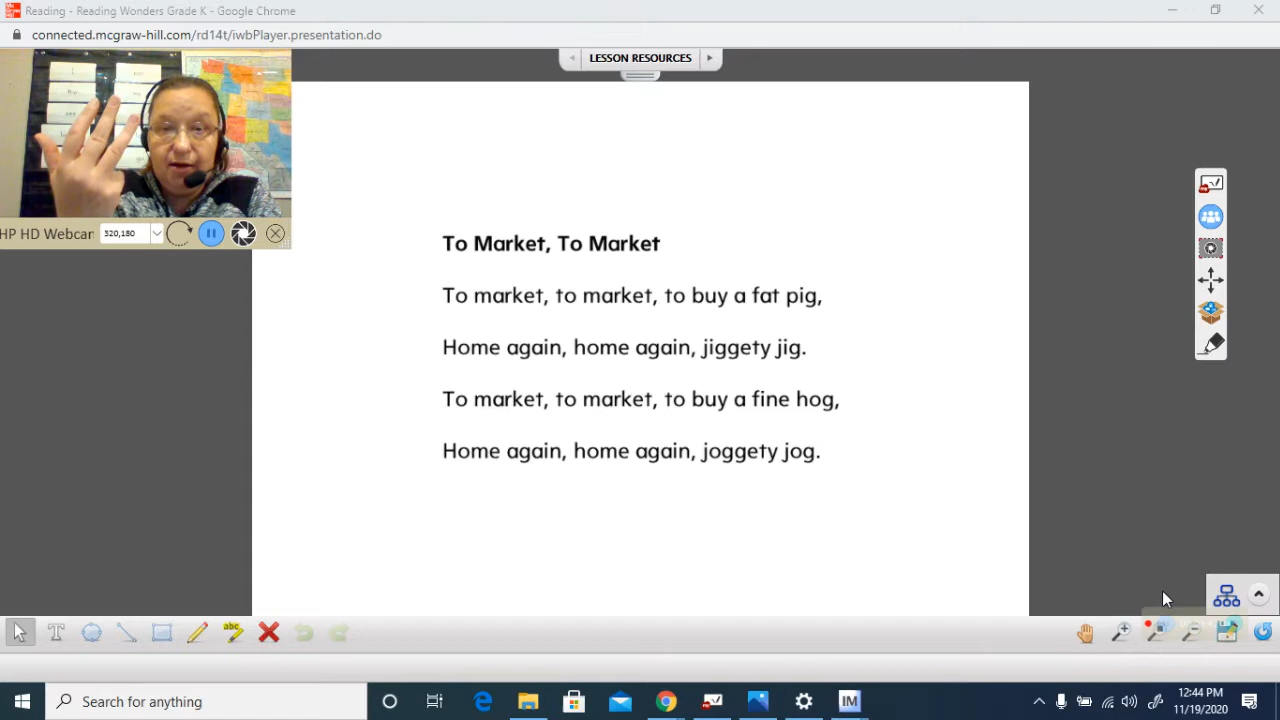 Reading - Reading Wonders Grade K - Google Chrome
connected.mcgraw-hill.com/rd14t/iwbPlayer.presentation.do
LESSON RESOURCES
HP HD Webcar
320,180
To Market, To Market
To market, to market, to buy a fat pig,
Home again, home again, jiggety jig.
To market, to market, to buy a fine hog,
Home again, home again, joggety jog.
T
abc
Search for anything
IM
12:44 PM
11/19/2020